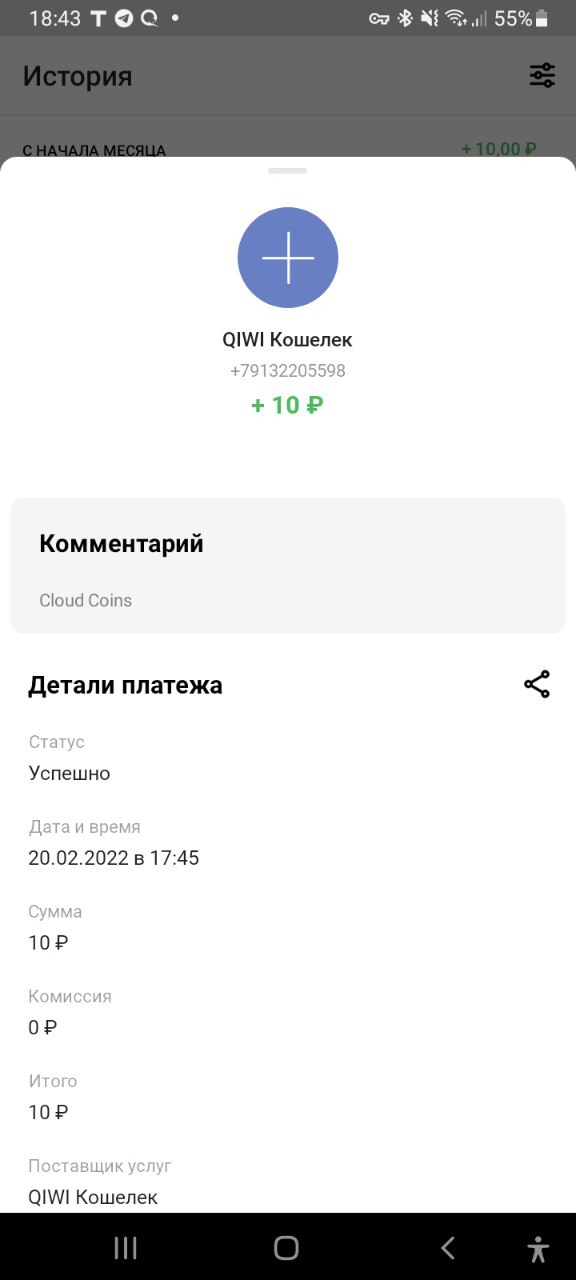 18:43
55%
История
С НАЧАЛА МЕСЯЦА
+ 10,00 ₽
QIWI Кошелек
+79132205598
+ 10 ₽
Комментарий
Cloud Coins
Детали платежа
Статус
Успешно
Дата и время
20.02.2022 в 17:45
Сумма
10 ₽
Комиссия
0 ₽
Итого
10 ₽
Поставщик услуг
QIWI Кошелек